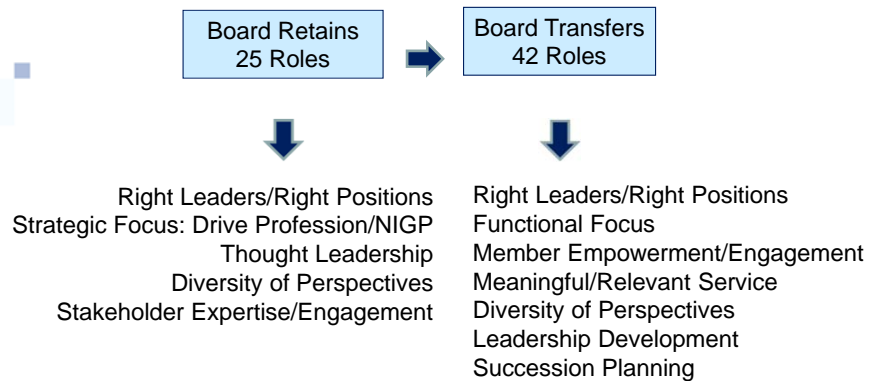 Board Retains
25 Roles
Board Transfers
42 Roles
Right Leaders/Right Positions
Strategic Focus: Drive Profession/NIGP
Thought Leadership
Diversity of Perspectives
Stakeholder Expertise/Engagement
Right Leaders/Right Positions
Functional Focus
Member Empowerment/Engagement
Meaningful/Relevant Service
Diversity of Perspectives
Leadership Development
Succession Planning